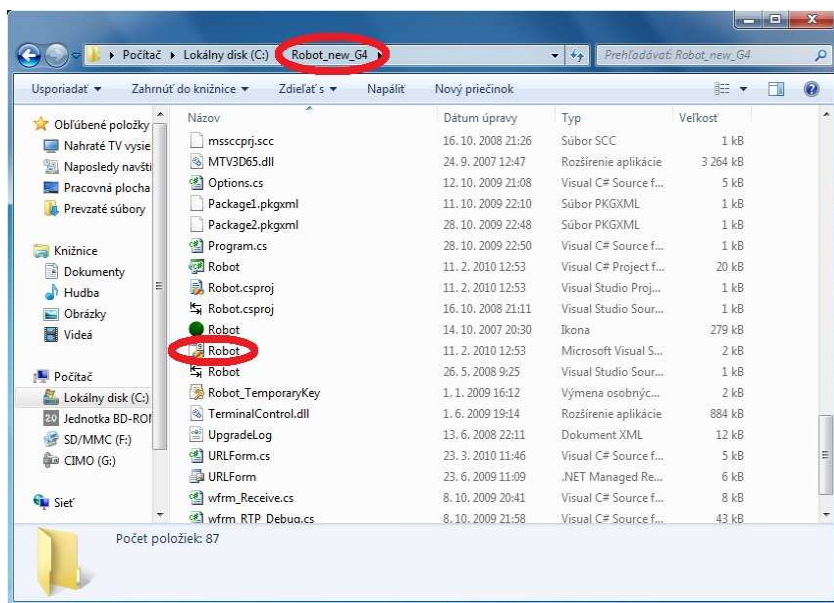 Počítač Lokálny disk (C:) Robot_new_G4 Prehľadávať: Robot_new_G4
Usporiadať Zahrnúť do knižnice Zdieľať s Napáliť Nový priečinok
Obľúbené položky
Nahraté TV vysie
Naposledy navšti
Pracovná plocha
Prevzaté súbory
Knižnice
Dokumenty
Hudba
Obrázky
Videá
Počítač
Lokálny disk (C:)
Jednotka BD-ROM
SD/MMC (F:)
CIMO (G:)
Sieť
Názov Dátum úpravy Typ Veľkosť
mssccprj.scc 16. 10. 2008 21:26 Súbor SCC 1 kB
MTV3D65.dll 24. 9. 2007 12:47 Rozšírenie aplikácie 3 264 kB
Options.cs 12. 10. 2009 21:08 Visual C# Source f... 5 kB
Package1.pkgxml 11. 10. 2009 22:10 Súbor PKGXML 1 kB
Package2.pkgxml 28. 10. 2009 22:48 Súbor PKGXML 1 kB
Program.cs 28. 10. 2009 22:50 Visual C# Source f... 1 kB
Robot 11. 2. 2010 12:53 Visual C# Project f... 20 kB
Robot.csproj 11. 2. 2010 12:53 Visual Studio Proj... 1 kB
Robot.csproj 16. 10. 2008 21:11 Visual Studio Sour... 1 kB
Robot 14. 10. 2007 20:30 Ikona 279 kB
Robot 11. 2. 2010 12:53 Microsoft Visual S... 2 kB
Robot 26. 5. 2008 9:25 Visual Studio Sour... 1 kB
Robot_TemporaryKey 1. 1. 2009 16:12 Výmena osobnýc... 2 kB
TerminalControl.dll 1. 6. 2009 19:14 Rozšírenie aplikácie 884 kB
UpgradeLog 13. 6. 2008 22:11 Dokument XML 12 kB
URLForm.cs 23. 3. 2010 11:46 Visual C# Source f... 5 kB
URLForm 23. 6. 2009 11:09 .NET Managed Re... 6 kB
wfrm_Receive.cs 8. 10. 2009 20:41 Visual C# Source f... 8 kB
wfrm_RTP_Debug.cs 8. 10. 2009 21:58 Visual C# Source f... 43 kB
Počet položiek: 87